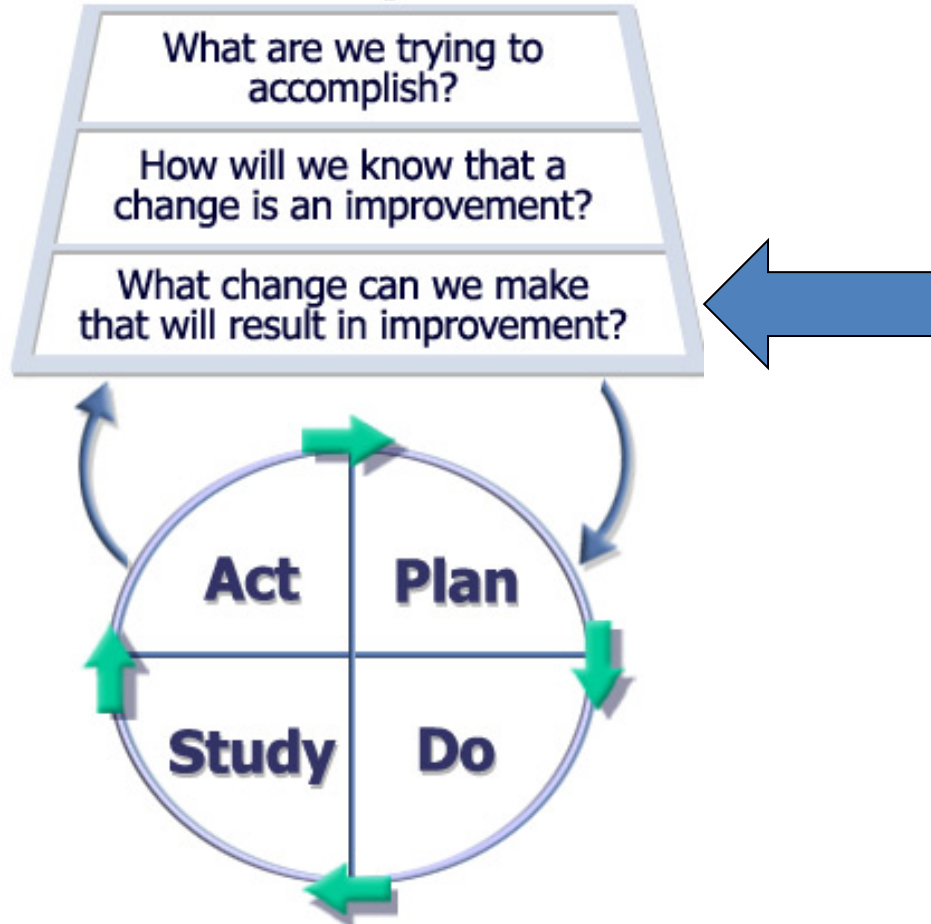 What are we trying to
accomplish?
How will we know that a
change is an improvement?
What change can we make
that will result in improvement?
Act
Plan
Study
Do